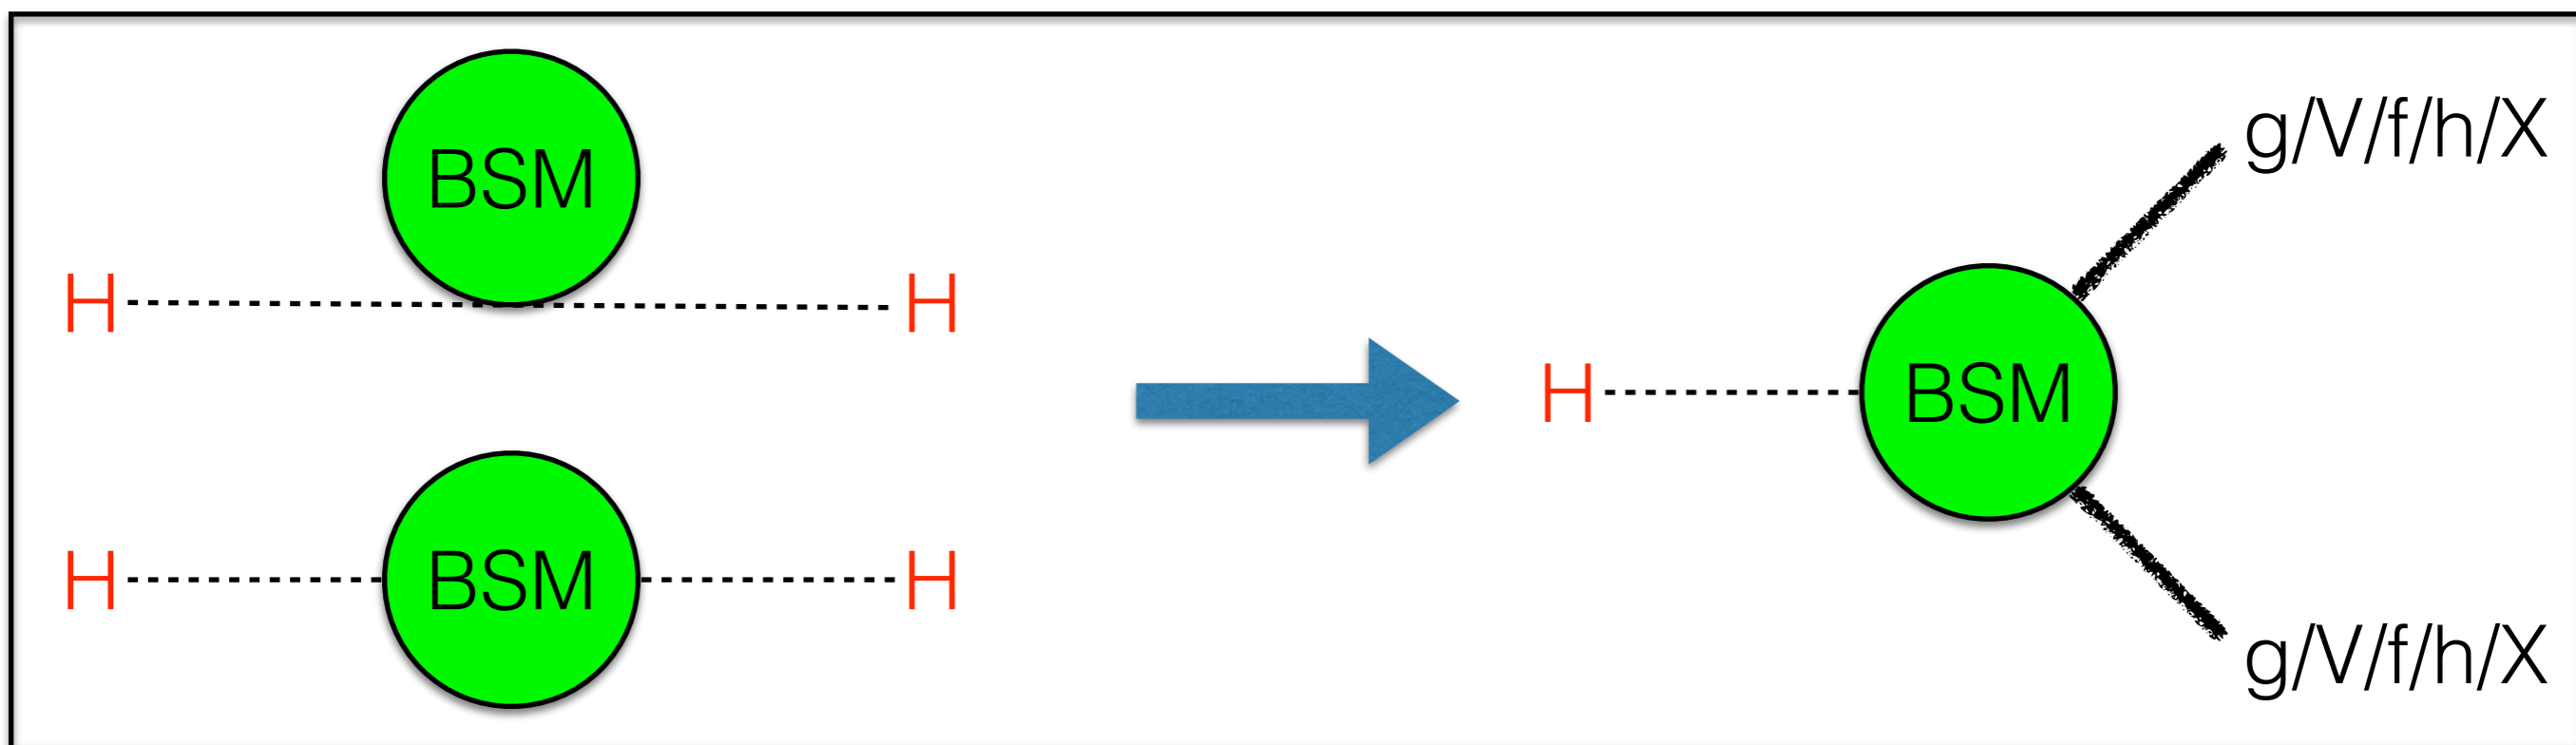 BSM
H H
BSM
H H
H BSM
g/V/f/h/X
g/V/f/h/X